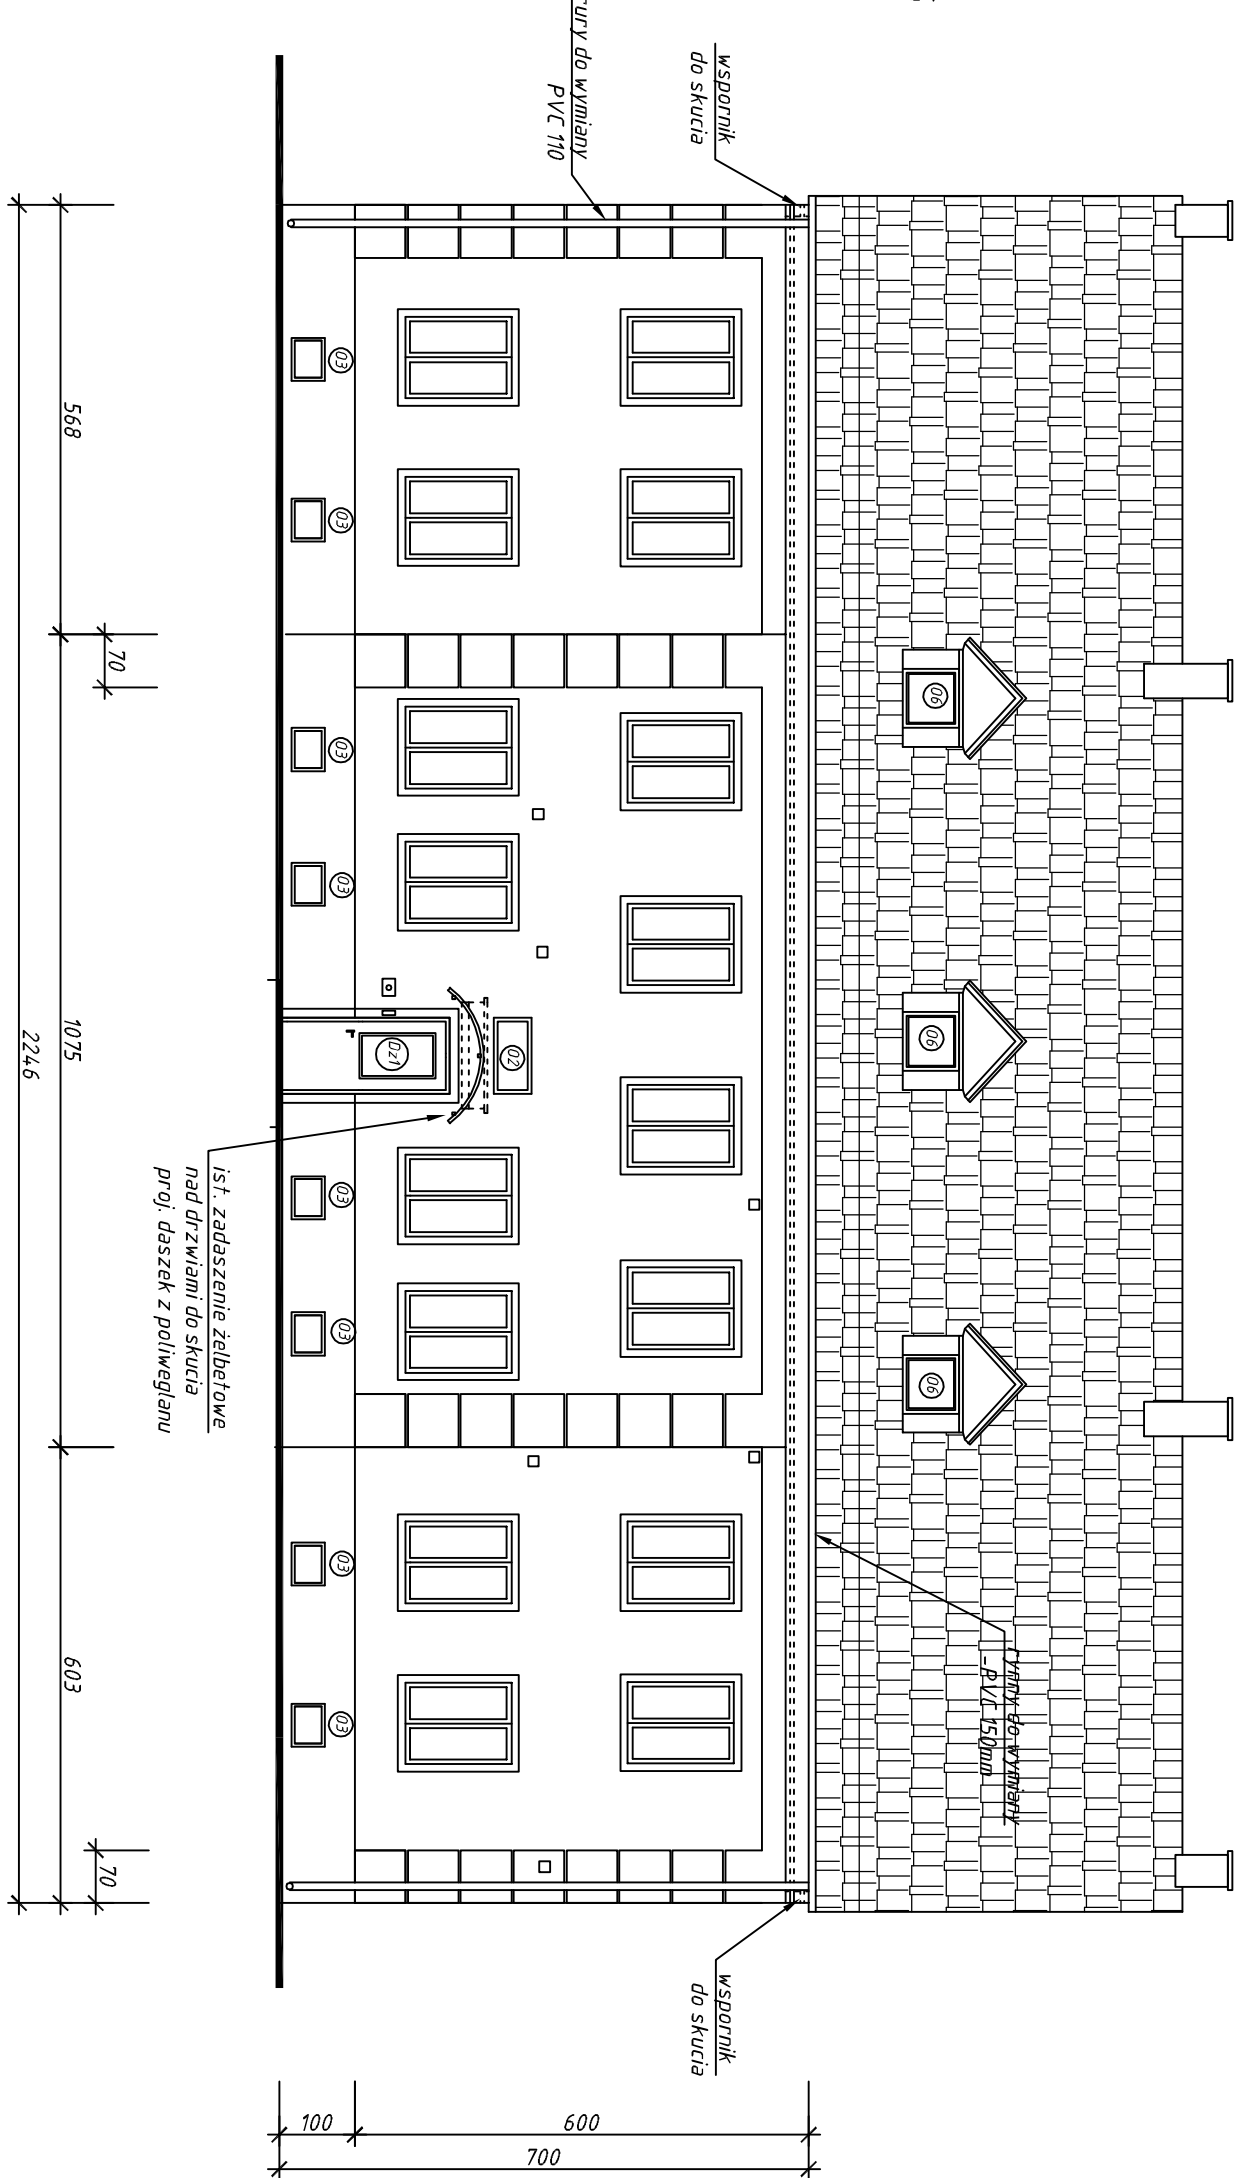 wspornik
do skucia
rury do wymiany
PVC 110
rynny do wymiany
-PVC 150mm
wspornik
do skucia
06
06
06
02
Dz1
03
03
03
03
03
03
03
03
ist. zadaszenie żelbetowe
nad drzwiami do skucia
proj. daszek z poliwęglanu
70
70
568
1075
603
2246
600
100
700